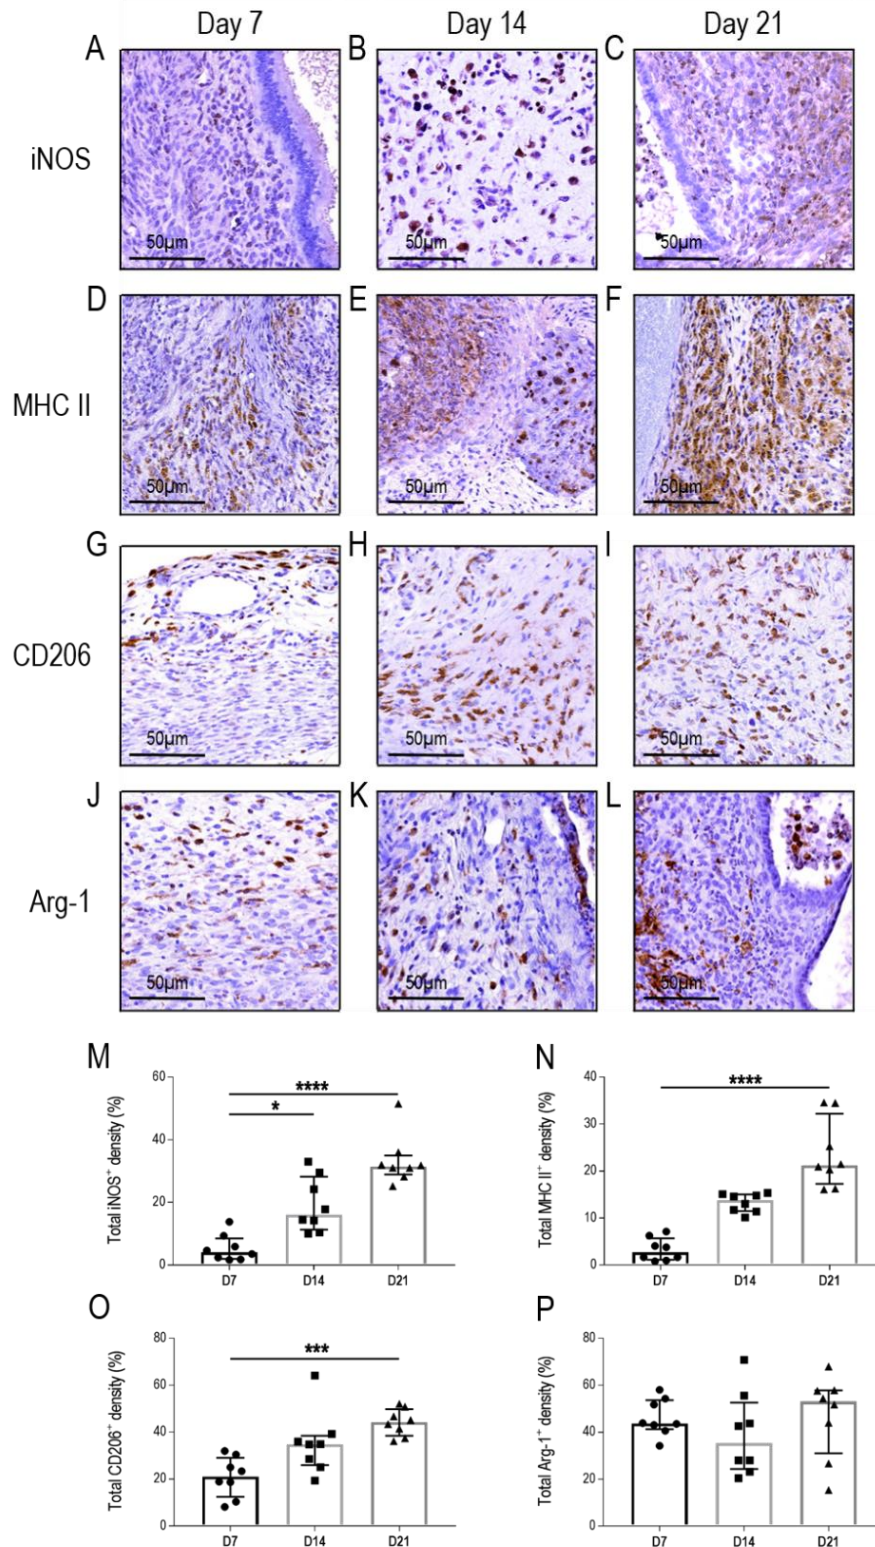 Day 7 Day 14 Day 21
A B C
iNOS
50µm 50µm 50µm
D E F
MHC II
50µm 50µm 50µm
G H I
CD206
50µm 50µm 50µm
J K L
Arg-1
50µm 50µm 50µm
M
Total iNOS⁺ density (%)
60
40
20
0
****
*
D7 D14 D21
N
Total MHC II⁺ density (%)
40
30
20
10
0
****
D7 D14 D21
O
Total CD206⁺ density (%)
80
60
40
20
0
***
D7 D14 D21
P
Total Arg-1⁺ density (%)
80
60
40
20
0
D7 D14 D21